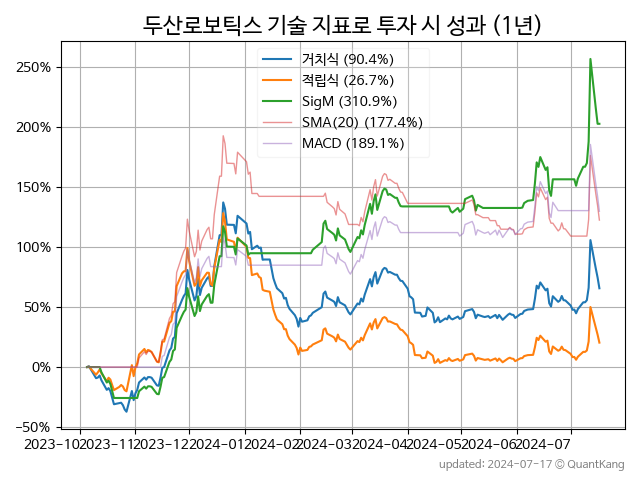 두산로보틱스 기술 지표로 투자 시 성과 (1년)
거치식 (90.4%)
적립식 (26.7%)
SigM (310.9%)
SMA(20) (177.4%)
MACD (189.1%)
250%
200%
150%
100%
50%
0%
−50%
2023-10 2023-11 2023-12 2024-01 2024-02 2024-03 2024-04 2024-05 2024-06 2024-07
updated: 2024-07-17 © QuantKang